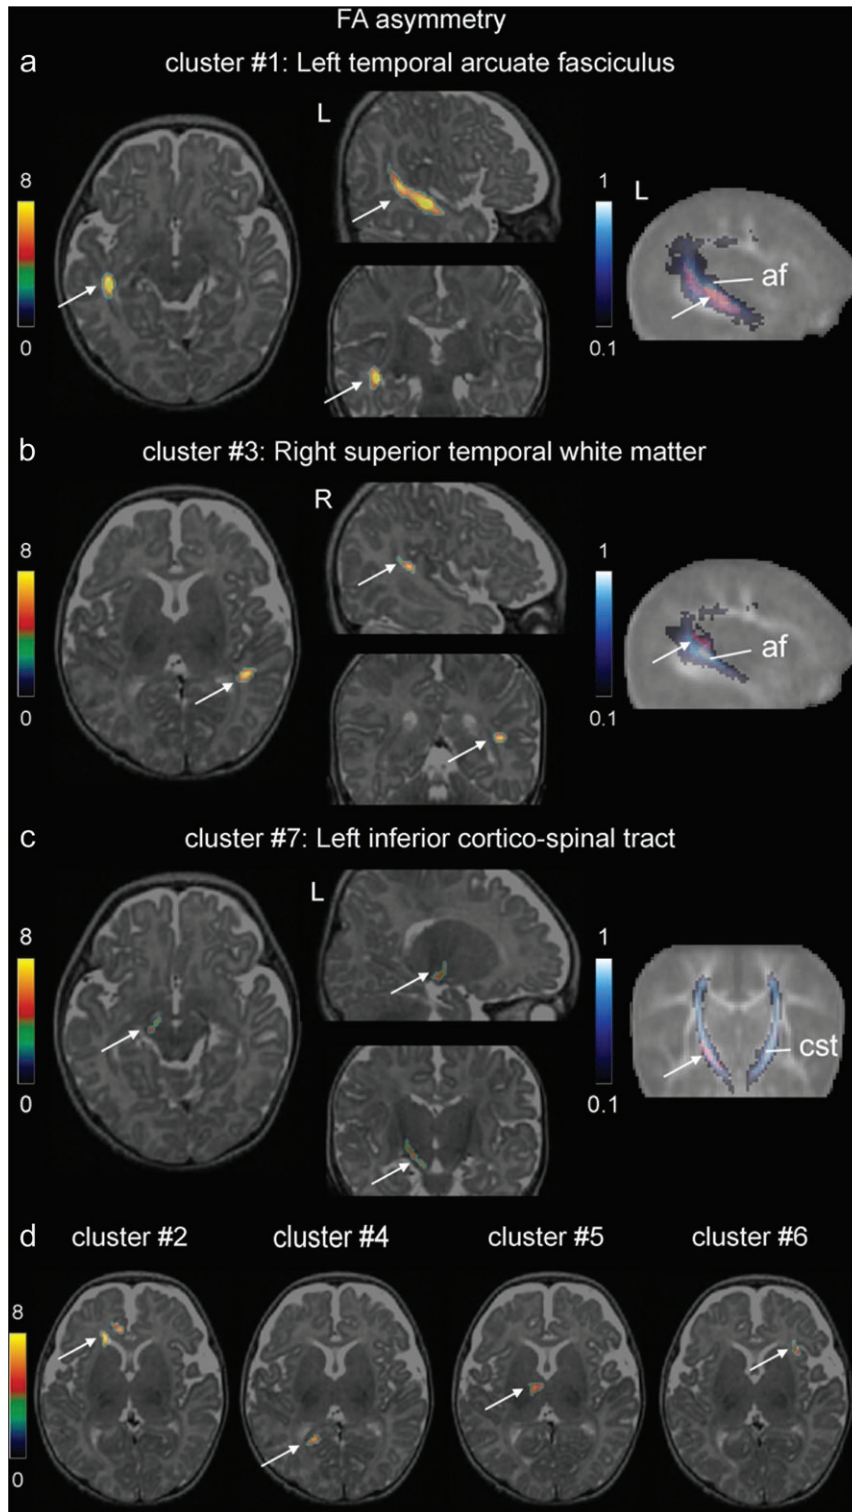 FA asymmetry
a cluster #1: Left temporal arcuate fasciculus
L
8
1
L
af
0
0.1
b cluster #3: Right superior temporal white matter
R
8
1
af
0
0.1
c cluster #7: Left inferior cortico-spinal tract
L
8
1
cst
0
0.1
d cluster #2 cluster #4 cluster #5 cluster #6
8
0